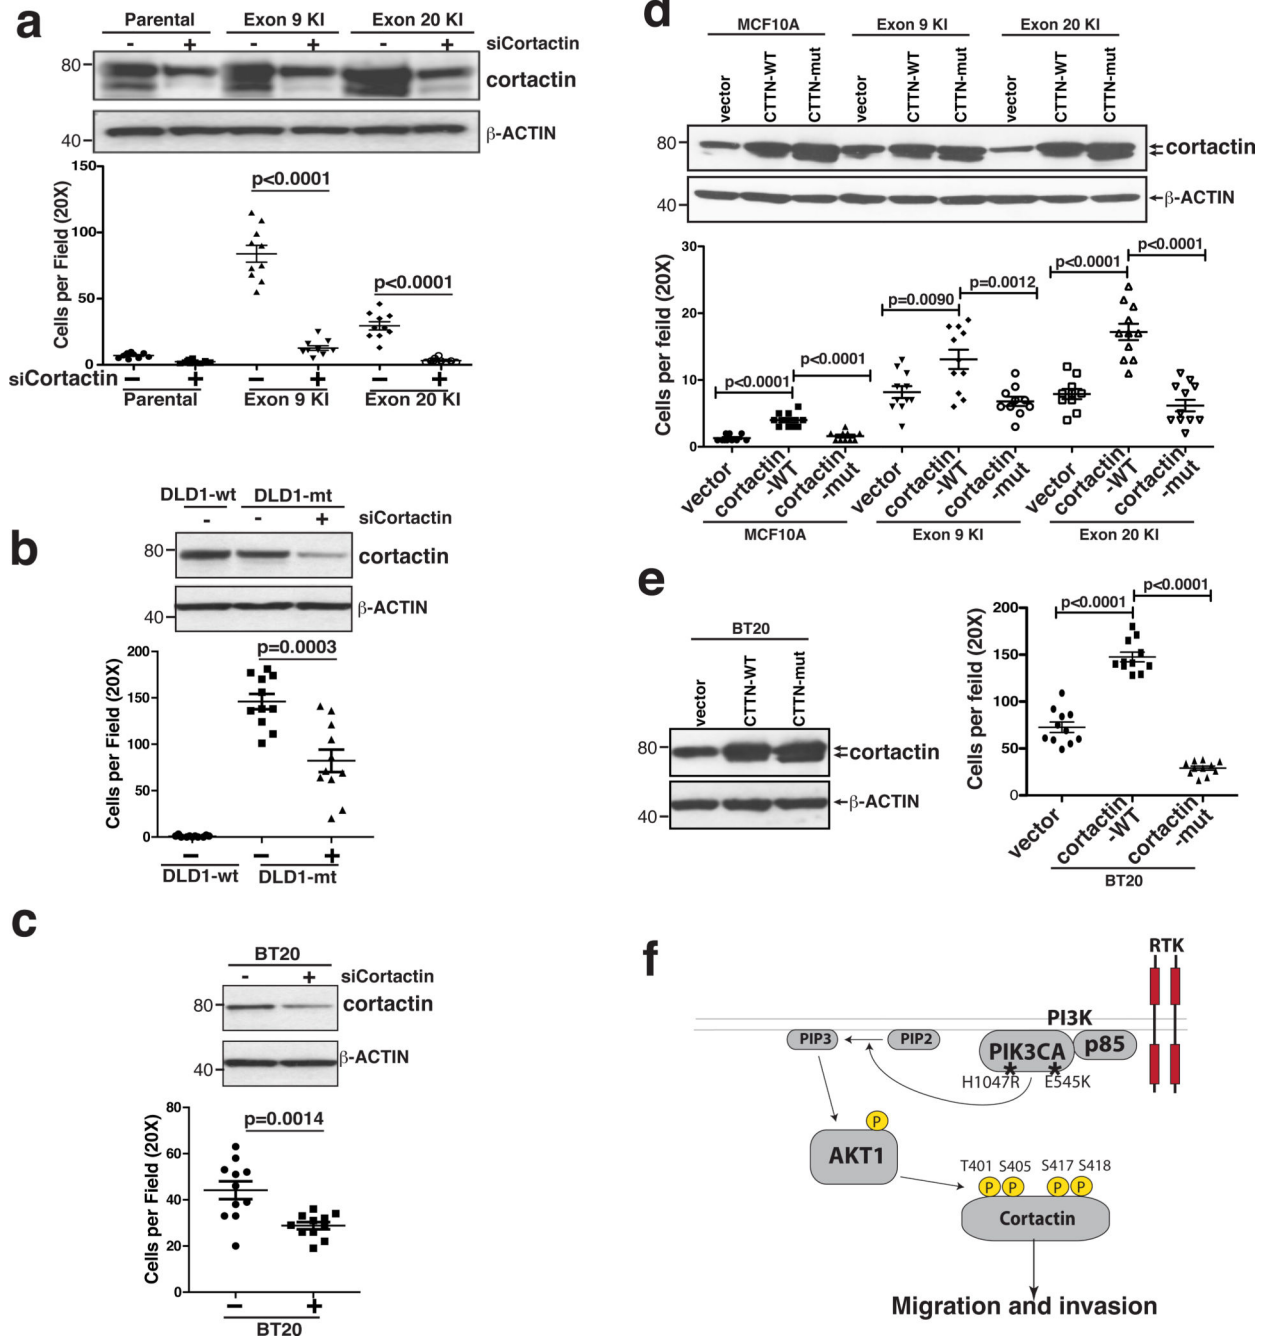 a
Parental Exon 9 KI Exon 20 KI
- + - + - + siCortactin
80 cortactin
40 β-ACTIN
150
100
50
0
Cells per Field (20X)
p<0.0001
p<0.0001
siCortactin – + – + – +
Parental Exon 9 KI Exon 20 KI
b
DLD1-wt DLD1-mt
- - + siCortactin
80 cortactin
40 β-ACTIN
200
150
100
50
0
Cells per Field (20X)
p=0.0003
– – +
DLD1-wt DLD1-mt
c
BT20
- + siCortactin
80 cortactin
40 β-ACTIN
80
60
40
20
0
Cells per Field (20X)
p=0.0014
– +
BT20
d
MCF10A Exon 9 KI Exon 20 KI
vector CTTN-WT CTTN-mut vector CTTN-WT CTTN-mut vector CTTN-WT CTTN-mut
80 cortactin
40 β-ACTIN
30
20
10
0
Cells per feild (20X)
p<0.0001
p<0.0001
p=0.0090
p=0.0012
p<0.0001
p<0.0001
vector cortactin -WT cortactin -mut vector cortactin -WT cortactin -mut vector cortactin -WT cortactin -mut
MCF10A Exon 9 KI Exon 20 KI
e
BT20
vector CTTN-WT CTTN-mut
80 cortactin
40 β-ACTIN
200
150
100
50
0
Cells per feild (20X)
p<0.0001
p<0.0001
vector cortactin -WT cortactin -mut
BT20
f
RTK
PI3K
PIP3 PIP2 PIK3CA p85
H1047R E545K
P
AKT1
T401 S405 S417 S418
P P P P
Cortactin
Migration and invasion